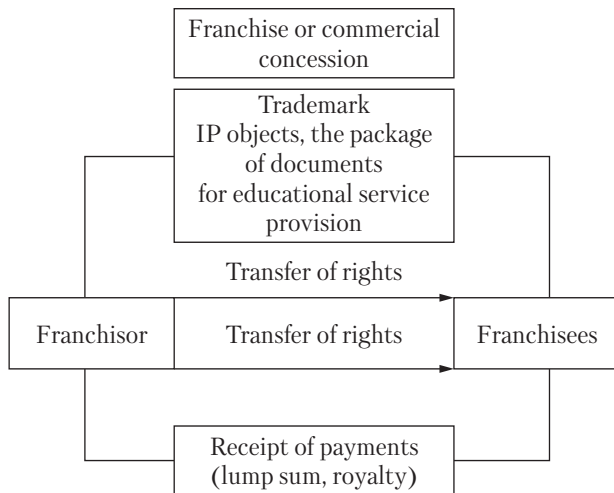 Franchise or commercial
concession
Trademark
IP objects, the package
of documents
for educational service
provision
Transfer of rights
Franchisor
Transfer of rights
Franchisees
Receipt of payments
(lump sum, royalty)